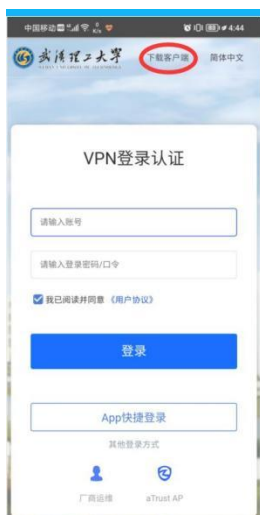 中国移动 4:44
武汉理工大学 下载客户端 简体中文
VPN登录认证
请输入账号
请输入登录密码/口令
我已阅读并同意《用户协议》
登录
App快捷登录
其他登录方式
厂商运维 aTrust AP